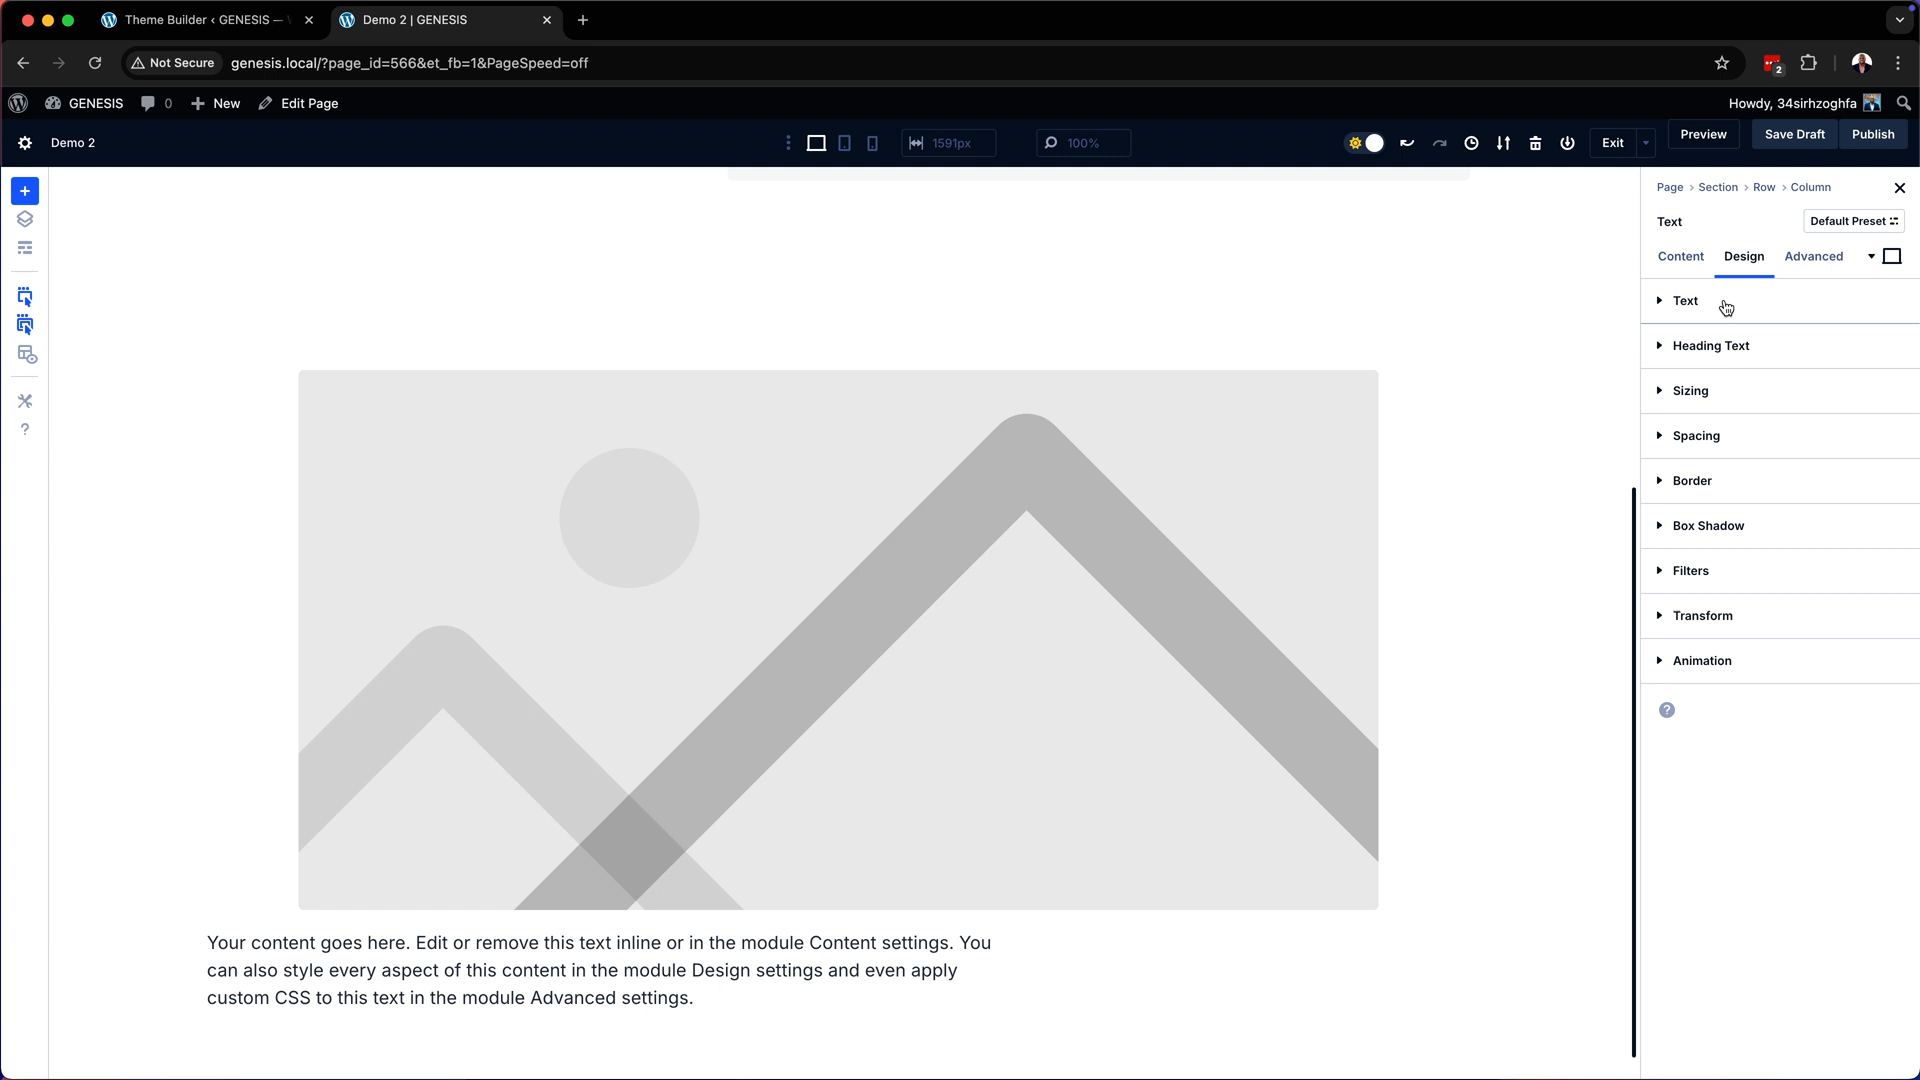 Theme Builder ‹ GENESIS —
Demo 2 | GENESIS
Not Secure
genesis.local/?page_id=566&et_fb=1&PageSpeed=off
2
GENESIS
0
New
Edit Page
Howdy, 34sirhzoghfa
Demo 2
1591px
100%
Exit
Preview
Save Draft
Publish
Page › Section › Row › Column
Text
Default Preset
Content
Design
Advanced
Text
Heading Text
Sizing
Spacing
Border
Box Shadow
Filters
Transform
Animation
?
?
Your content goes here. Edit or remove this text inline or in the module Content settings. You
can also style every aspect of this content in the module Design settings and even apply
custom CSS to this text in the module Advanced settings.